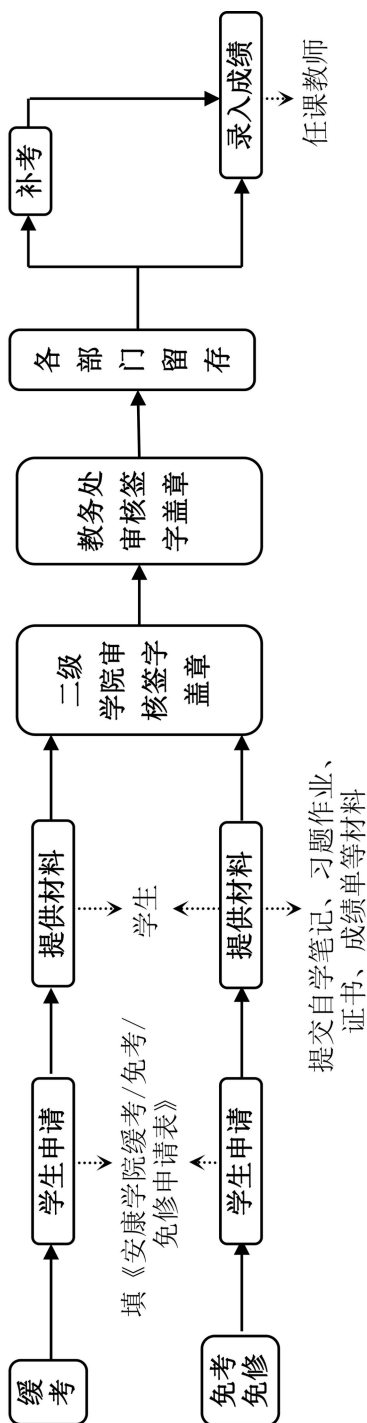 缓
考
学生申请
提供材料
填《安康学院缓考/免考/
免修申请表》
学生
免考
免修
学生申请
提供材料
提交自学笔记、习题作业、
证书、成绩单等材料
二级
学院审
核签字
盖章
教务处
审核签
字盖章
各
部
门
留
存
补考
录入成绩
任课教师